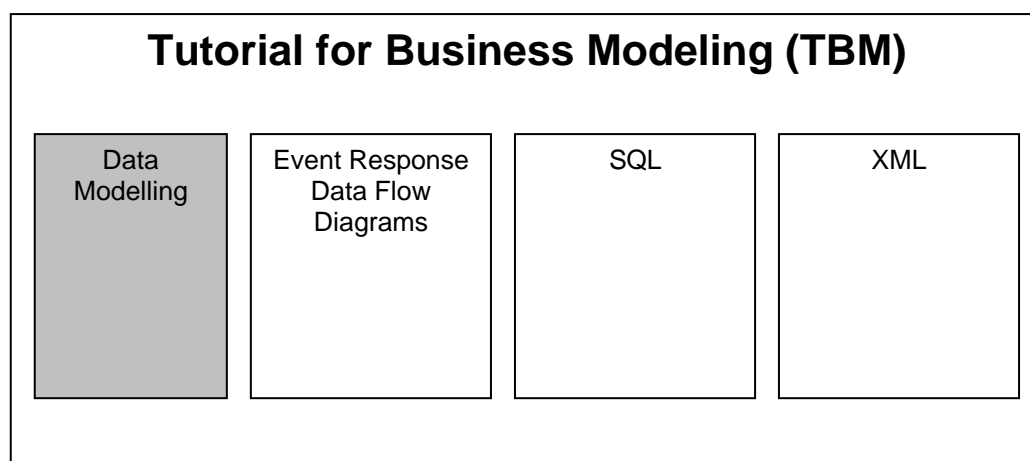 Tutorial for Business Modeling (TBM)
Data
Modelling
Event Response
Data Flow
Diagrams
SQL
XML